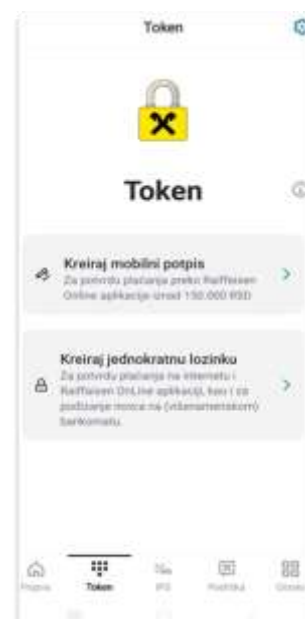 Token
Token
Kreiraj mobilni potpis
Za potvrdu plaćanja preko Raiffeisen
Online aplikacije iznad 150.000 RSD
Kreiraj jednokratnu lozinku
Za potvrdu plaćanja na internetu i
Raiffeisen OnLine aplikaciji, kao i za
podizanje novca na (višenamenskom)
bankomatu.
Token
IPS
Podrška